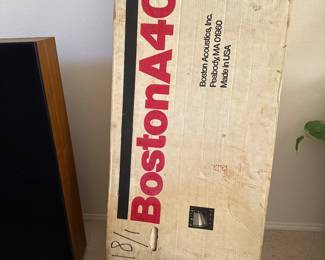 BostonA40
Boston Acoustics, Inc.
Peabody, MA 01960
Made in USA